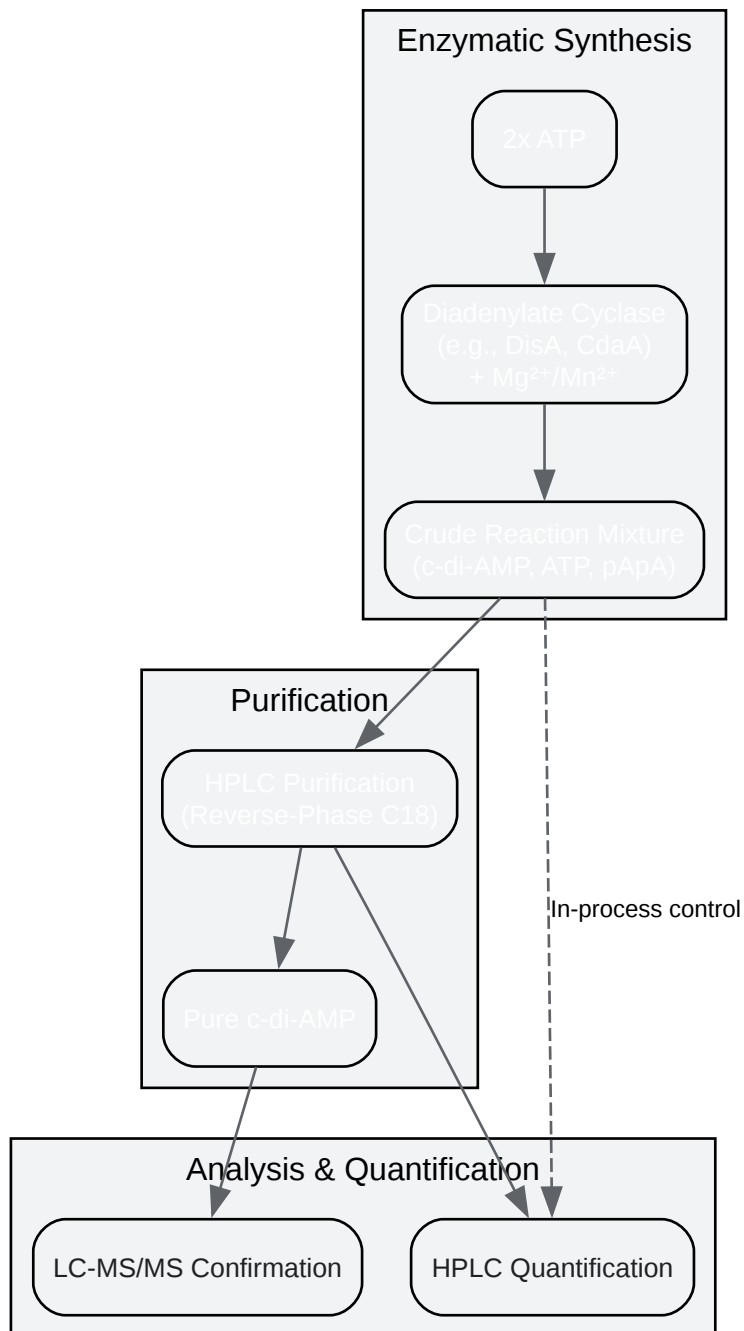 Enzymatic Synthesis
2x ATP
Diadenylate Cyclase
(e.g., DisA, CdaA)
+ Mg²⁺/Mn²⁺
Crude Reaction Mixture
(c-di-AMP, ATP, pApA)
Purification
HPLC Purification
(Reverse-Phase C18)
In-process control
Pure c-di-AMP
Analysis & Quantification
LC-MS/MS Confirmation
HPLC Quantification